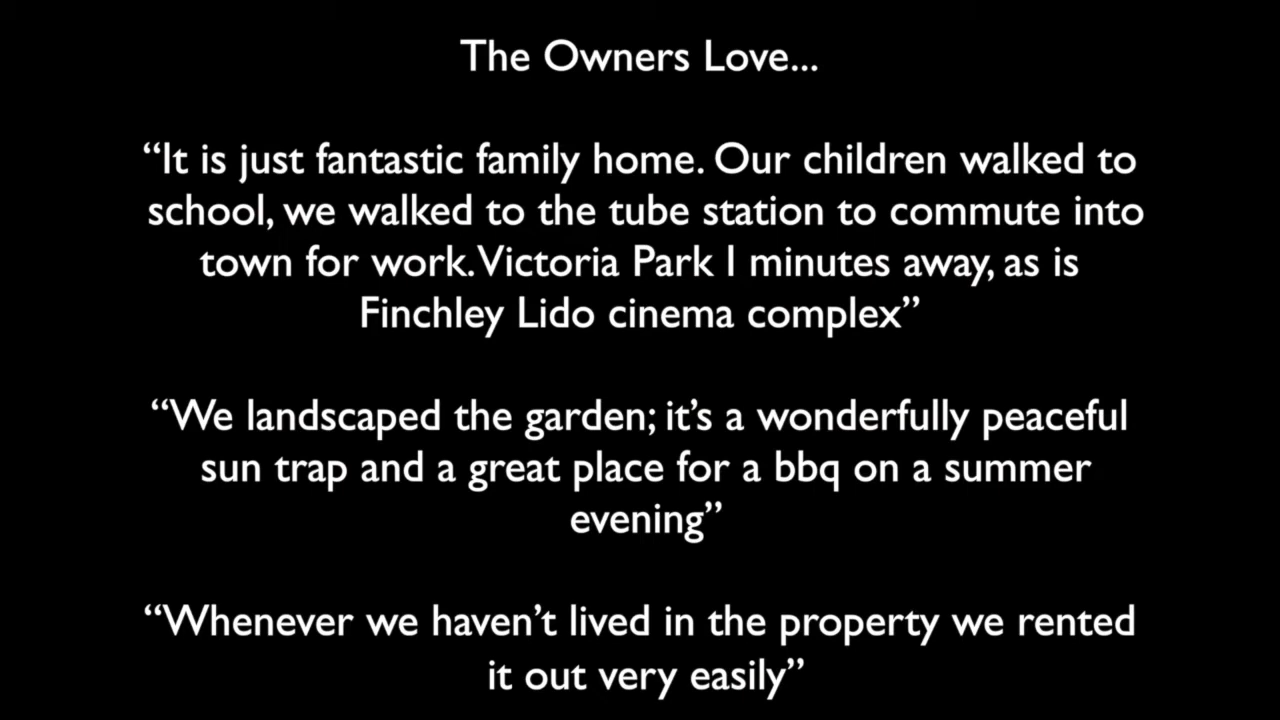 The Owners Love...
“It is just fantastic family home. Our children walked to
school, we walked to the tube station to commute into
town for work. Victoria Park 1 minutes away, as is
Finchley Lido cinema complex”
“We landscaped the garden; it’s a wonderfully peaceful
sun trap and a great place for a bbq on a summer
evening”
“Whenever we haven’t lived in the property we rented
it out very easily”